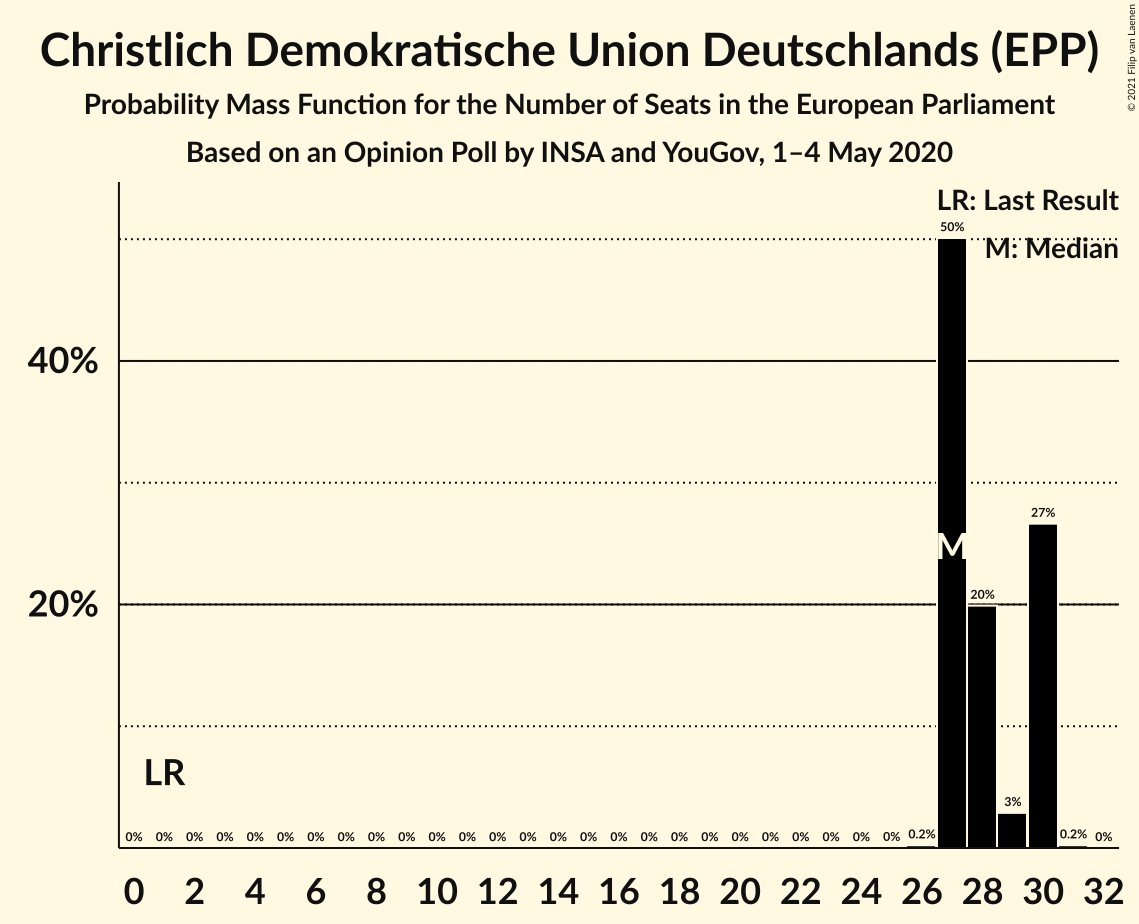 Christlich Demokratische Union Deutschlands (EPP)
Probability Mass Function for the Number of Seats in the European Parliament
Based on an Opinion Poll by INSA and YouGov, 1–4 May 2020
© 2021 Filip van Laenen
LR: Last Result
50%
M: Median
40%
27%
M
20%
20%
3%
LR
0% 0% 0% 0% 0% 0% 0% 0% 0% 0% 0% 0% 0% 0% 0% 0% 0% 0% 0% 0% 0% 0% 0% 0% 0% 0% 0.2% 0.2% 0%
0 2 4 6 8 10 12 14 16 18 20 22 24 26 28 30 32